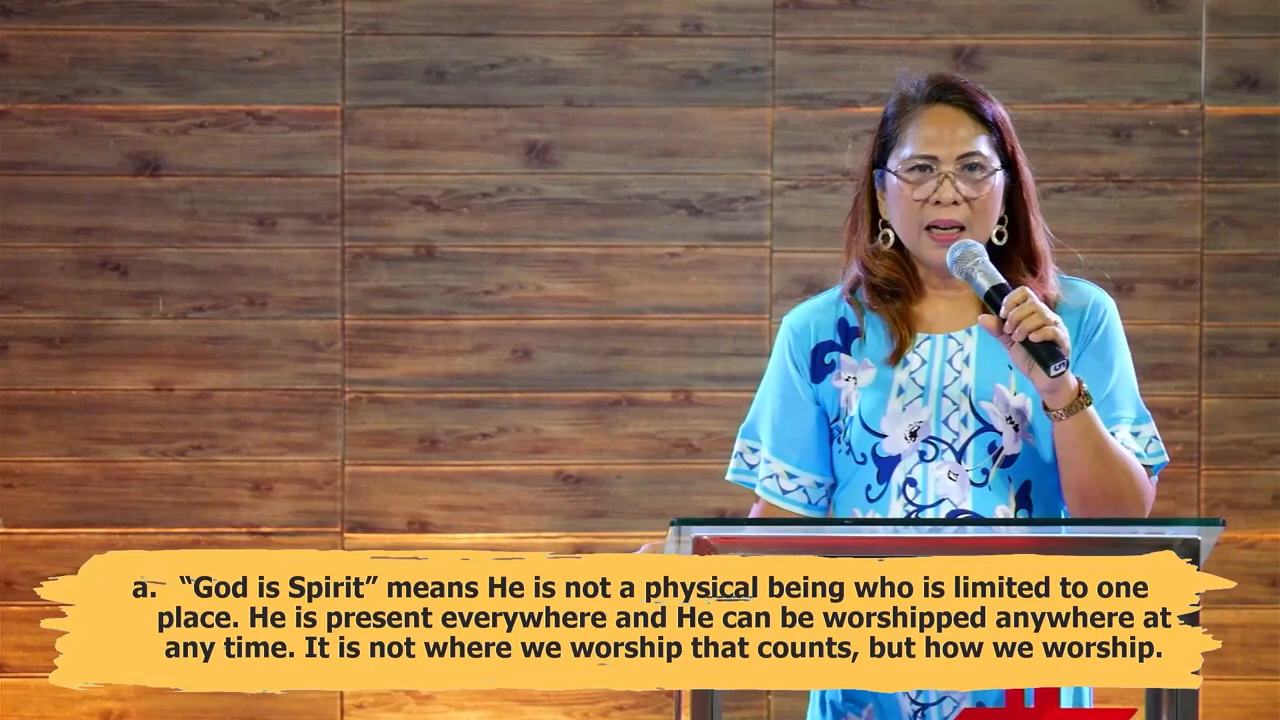 a. “God is Spirit” means He is not a physical being who is limited to one
place. He is present everywhere and He can be worshipped anywhere at
any time. It is not where we worship that counts, but how we worship.